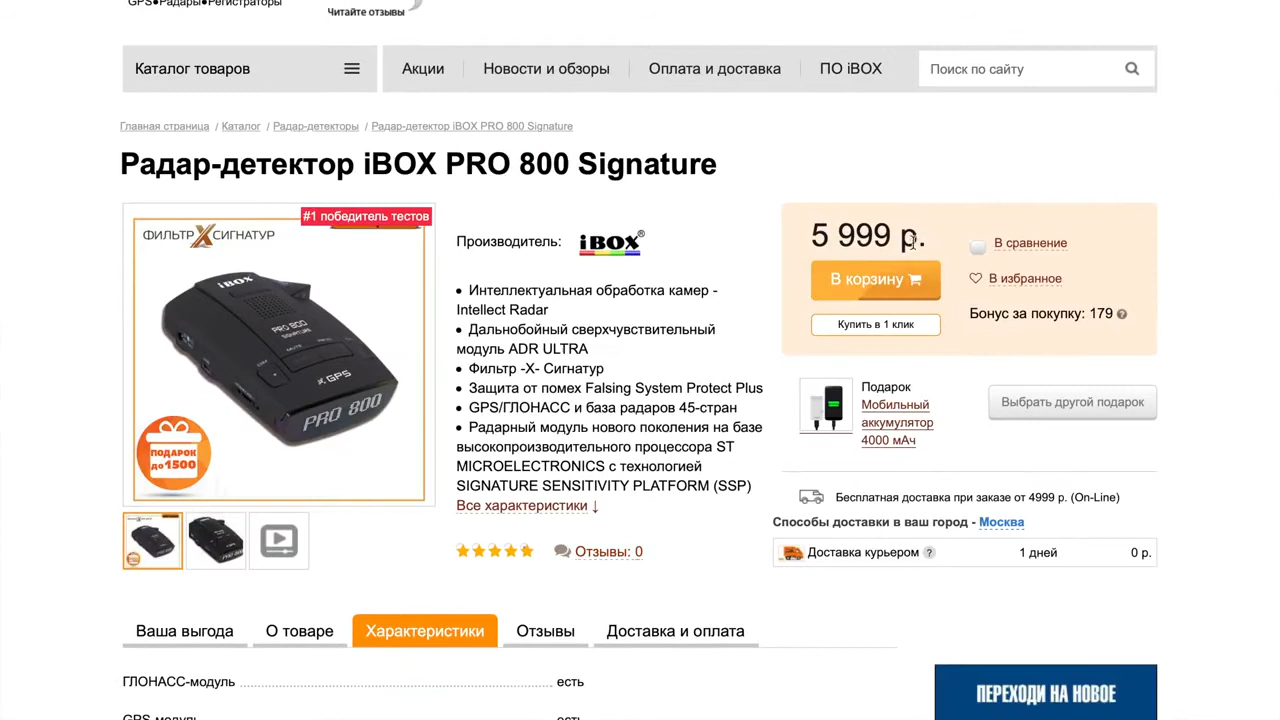 GPS●Радары●Регистраторы
Читайте отзывы
Каталог товаров
Акции
Новости и обзоры
Оплата и доставка
ПО iBOX
Поиск по сайту
Главная страница / Каталог / Радар-детекторы / Радар-детектор iBOX PRO 800 Signature
Радар-детектор iBOX PRO 800 Signature
#1 победитель тестов
ФИЛЬТР X СИГНАТУР
iBOX
PRO 800
SIGNATURE
MUTE
DIM
GPS
PRO 800
ПОДАРОК
до 1500
Производитель: iBOX®
• Интеллектуальная обработка камер -
Intellect Radar
• Дальнобойный сверхчувствительный
модуль ADR ULTRA
• Фильтр -X- Сигнатур
• Защита от помех Falsing System Protect Plus
• GPS/ГЛОНАСС и база радаров 45-стран
• Радарный модуль нового поколения на базе
высокопроизводительного процессора ST
MICROELECTRONICS с технологией
SIGNATURE SENSITIVITY PLATFORM (SSP)
Все характеристики ↓
Отзывы: 0
5 999 р.
В корзину
Купить в 1 клик
В сравнение
В избранное
Бонус за покупку: 179 ?
Подарок
Мобильный
аккумулятор
4000 мАч
Выбрать другой подарок
Бесплатная доставка при заказе от 4999 р. (On-Line)
Способы доставки в ваш город - Москва
Доставка курьером ? 1 дней 0 р.
Ваша выгода
О товаре
Характеристики
Отзывы
Доставка и оплата
ГЛОНАСС-модуль есть
GPS-модуль есть
ПЕРЕХОДИ НА НОВОЕ